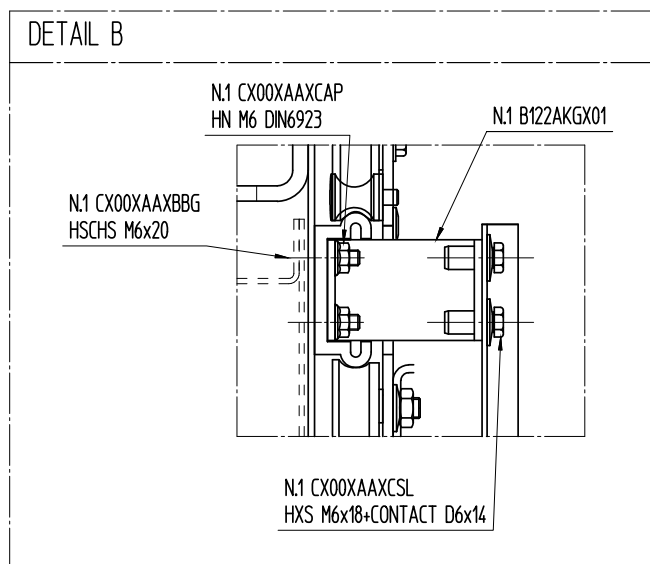 DETAIL B
N.1 CX00XAAXCAP
HN M6 DIN6923
N.1 B122AKGX01
N.1 CX00XAAXBBG
HSCHS M6x20
N.1 CX00XAAXCSL
HXS M6x18+CONTACT D6x14